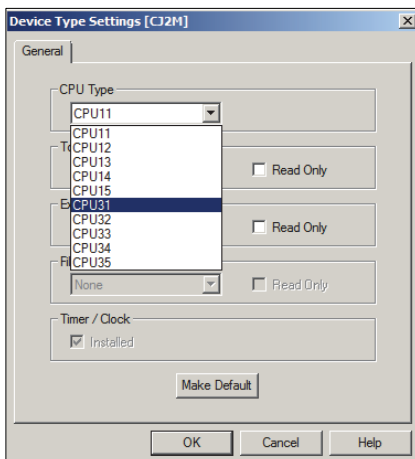 Device Type Settings [CJ2M]
General
CPU Type
CPU11
CPU11
CPU12
CPU13
CPU14
CPU15
CPU31
CPU32
CPU33
CPU34
CPU35
Read Only
Read Only
None
Read Only
Timer / Clock
Installed
Make Default
OK
Cancel
Help